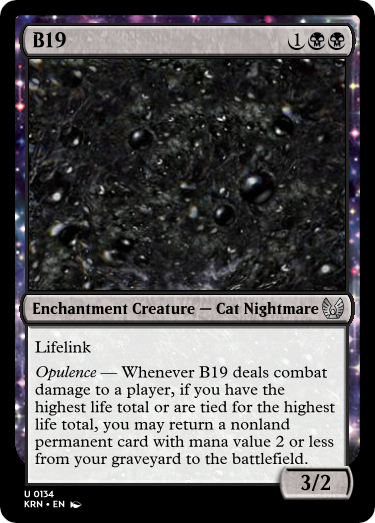 B19
1
Enchantment Creature — Cat Nightmare
Lifelink
Opulence — Whenever B19 deals combat
damage to a player, if you have the
highest life total or are tied for the highest
life total, you may return a nonland
permanent card with mana value 2 or less
from your graveyard to the battlefield.
3/2
U 0134
KRN • EN